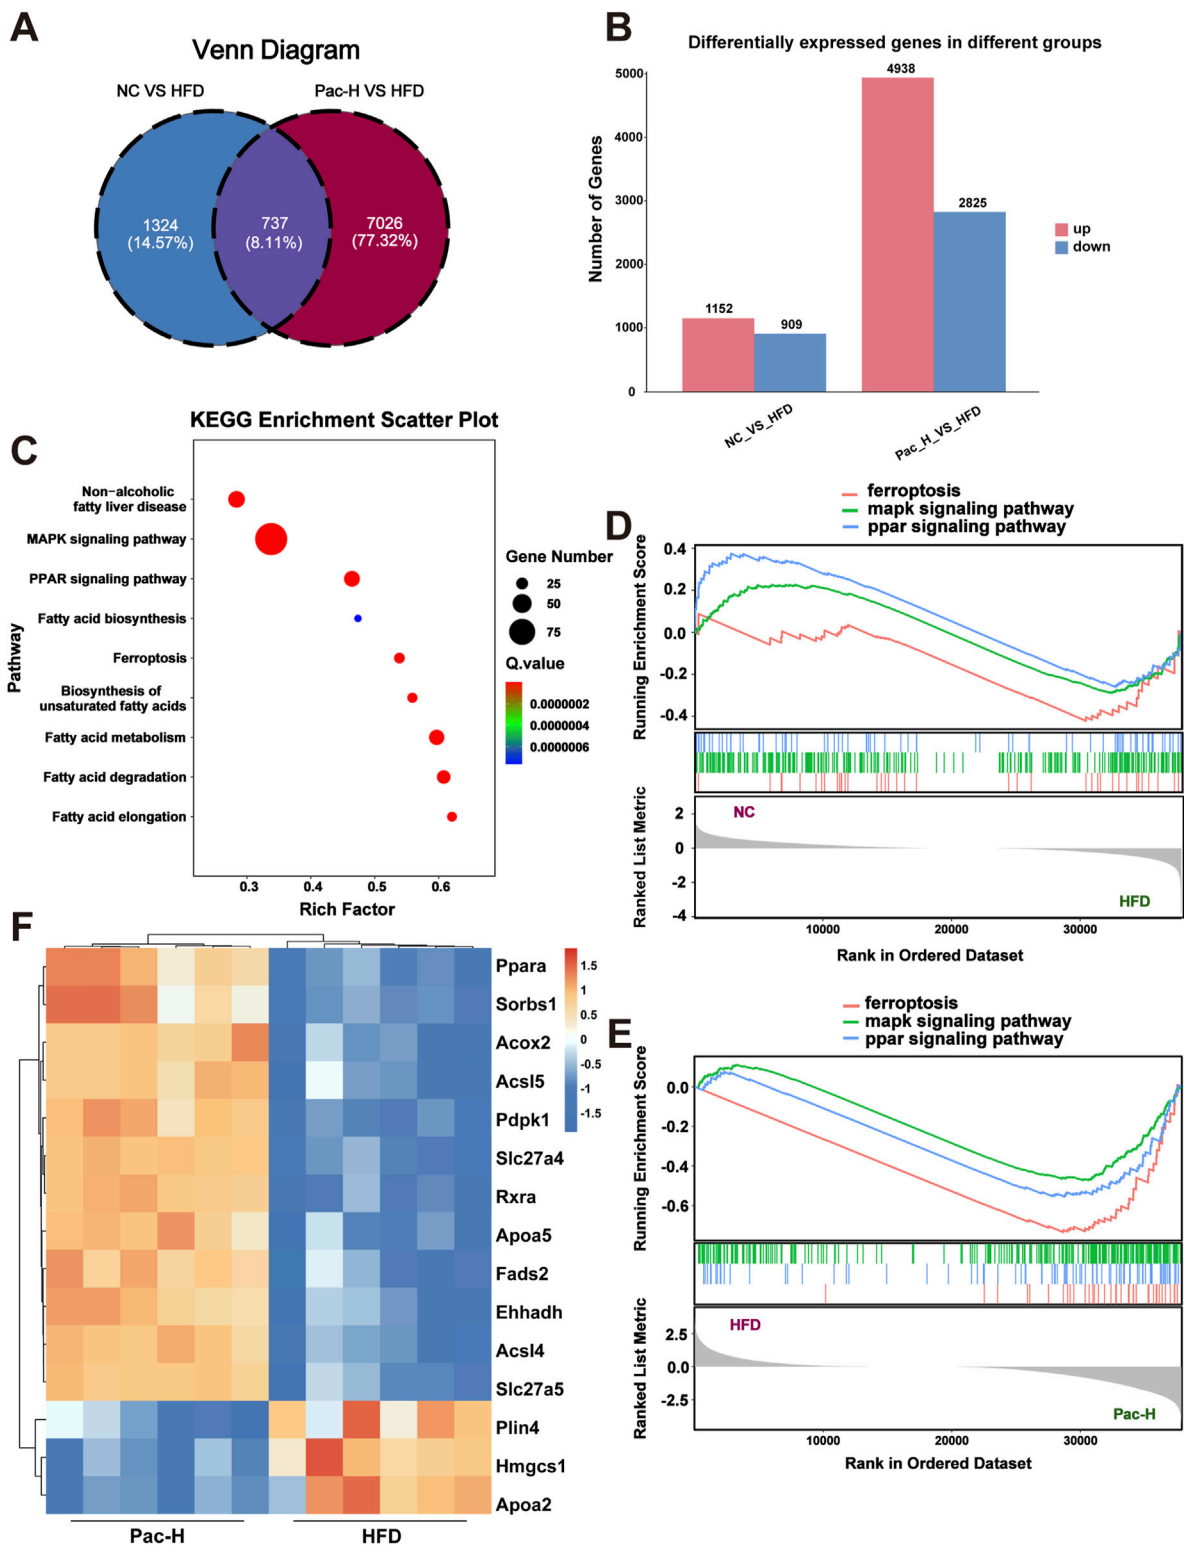 A
Venn Diagram
NC VS HFD
Pac-H VS HFD
1324
(14.57%)
737
(8.11%)
7026
(77.32%)
B
Differentially expressed genes in different groups
Number of Genes
5000
4000
3000
2000
1000
0
1152
909
4938
2825
NC_VS_HFD
Pac_H_VS_HFD
up
down
C
KEGG Enrichment Scatter Plot
Pathway
Non-alcoholic
fatty liver disease
MAPK signaling pathway
PPAR signaling pathway
Fatty acid biosynthesis
Ferroptosis
Biosynthesis of
unsaturated fatty acids
Fatty acid metabolism
Fatty acid degradation
Fatty acid elongation
0.3
0.4
0.5
0.6
Rich Factor
Gene Number
25
50
75
Q.value
0.0000002
0.0000004
0.0000006
D
ferroptosis
mapk signaling pathway
ppar signaling pathway
Running Enrichment Score
0.4
0.2
0.0
-0.2
-0.4
Ranked List Metric
2
0
-2
-4
NC
HFD
10000
20000
30000
Rank in Ordered Dataset
E
ferroptosis
mapk signaling pathway
ppar signaling pathway
Running Enrichment Score
0.0
-0.2
-0.4
-0.6
Ranked List Metric
2.5
0.0
-2.5
HFD
Pac-H
10000
20000
30000
Rank in Ordered Dataset
F
Ppara
Sorbs1
Acox2
Acsl5
Pdpk1
Slc27a4
Rxra
Apoa5
Fads2
Ehhadh
Acsl4
Slc27a5
Plin4
Hmgcs1
Apoa2
1.5
1
0.5
0
-0.5
-1
-1.5
Pac-H
HFD